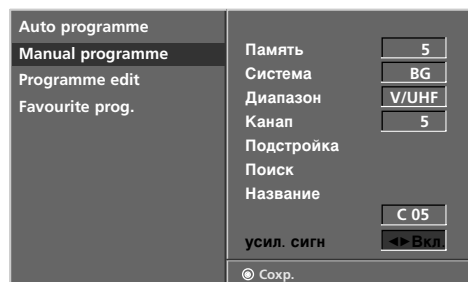 Auto programme
Manual programme
Programme edit
Favourite prog.
Память 5
Система BG
Диапазон V/UHF
Канап 5
Подстройка
Поиск
Название
C 05
усил. сигн ◄►Вкл.
Сохр.